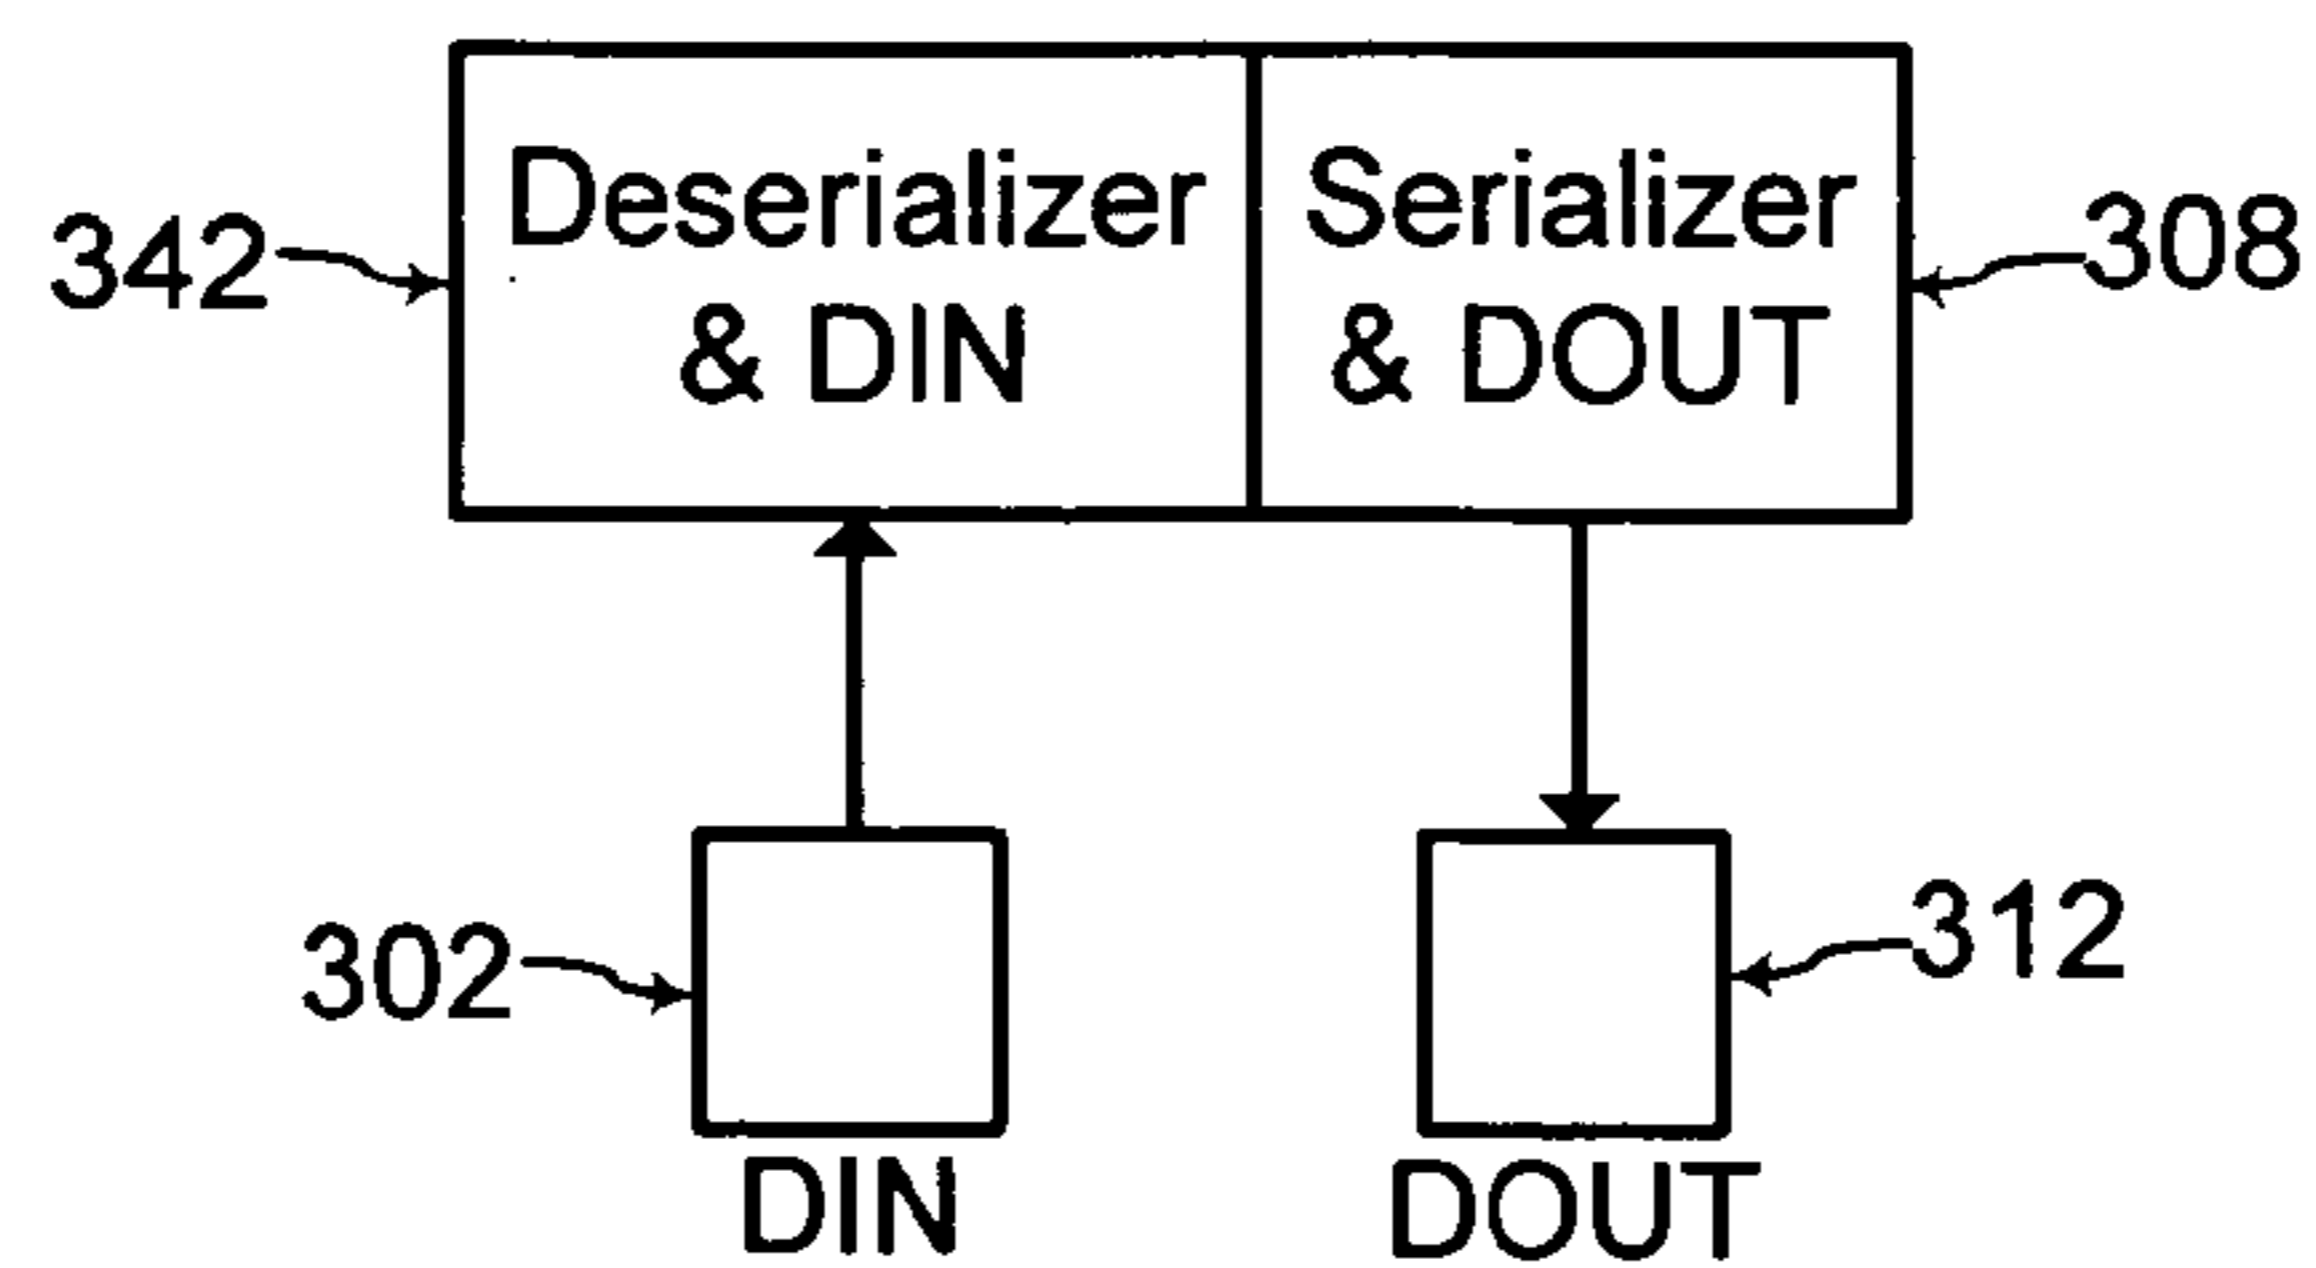 Deserializer
& DIN
Serializer
& DOUT
342
308
302
312
DIN
DOUT